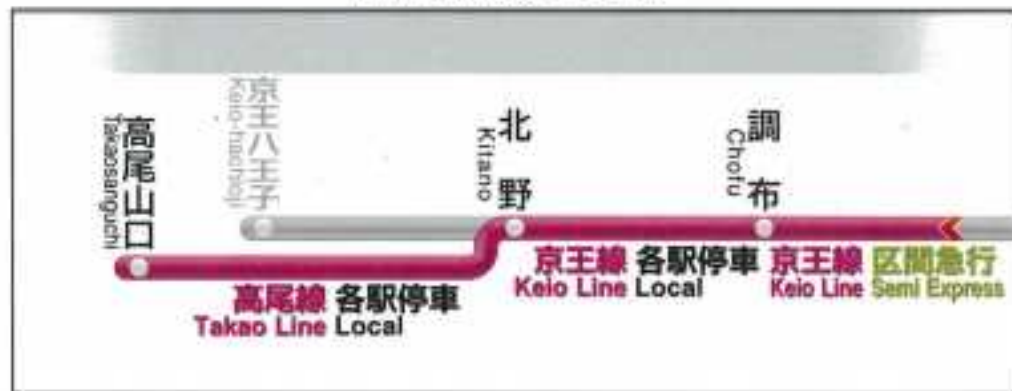 高尾山口
Takaosanguchi
京王八王子
Keio-hachioji
北野
Kitano
調布
Chofu
高尾線 各駅停車
Takao Line Local
京王線 各駅停車
Keio Line Local
京王線 区間急行
Keio Line Semi Express